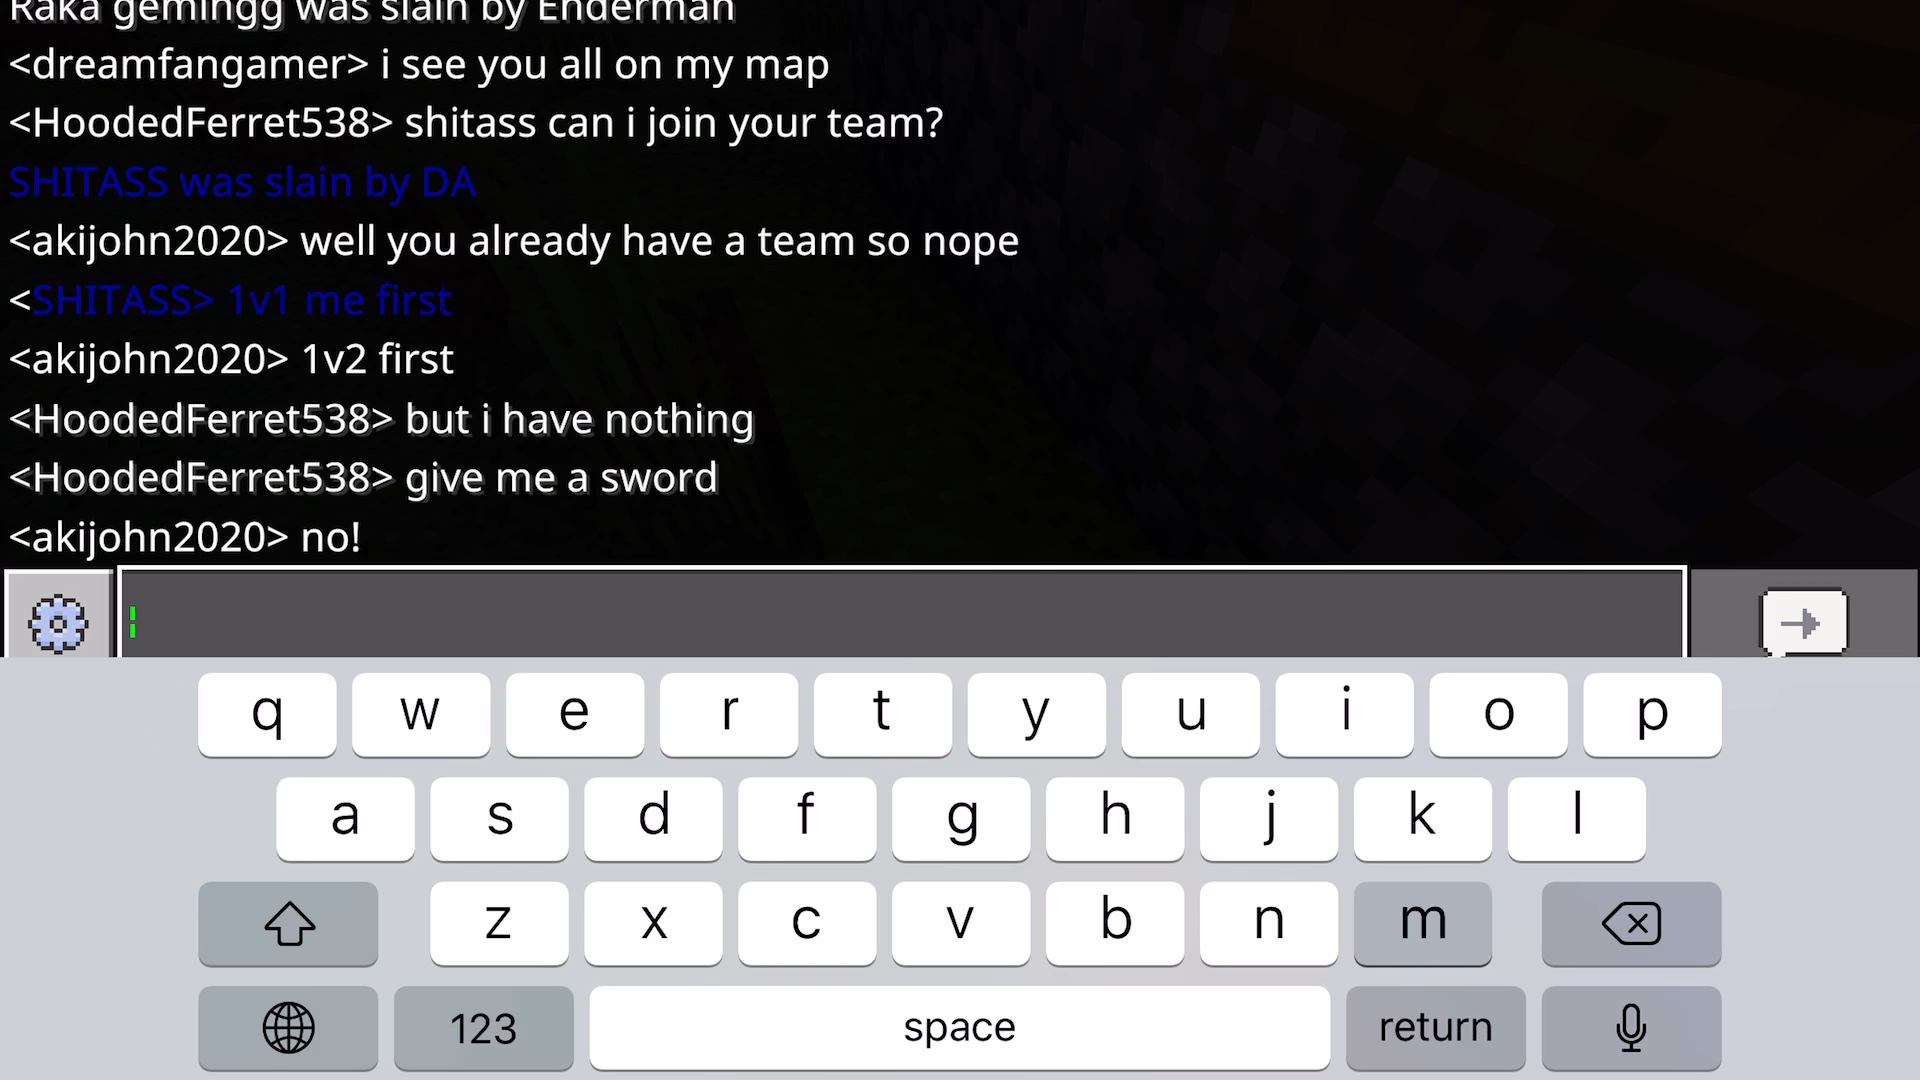 Raka gemingg was slain by Enderman
<dreamfangamer> i see you all on my map
<HoodedFerret538> shitass can i join your team?
SHITASS was slain by DA
<akijohn2020> well you already have a team so nope
<SHITASS> 1v1 me first
<akijohn2020> 1v2 first
<HoodedFerret538> but i have nothing
<HoodedFerret538> give me a sword
<akijohn2020> no!
q w e r t y u i o p
a s d f g h j k l
z x c v b n m
123 space return